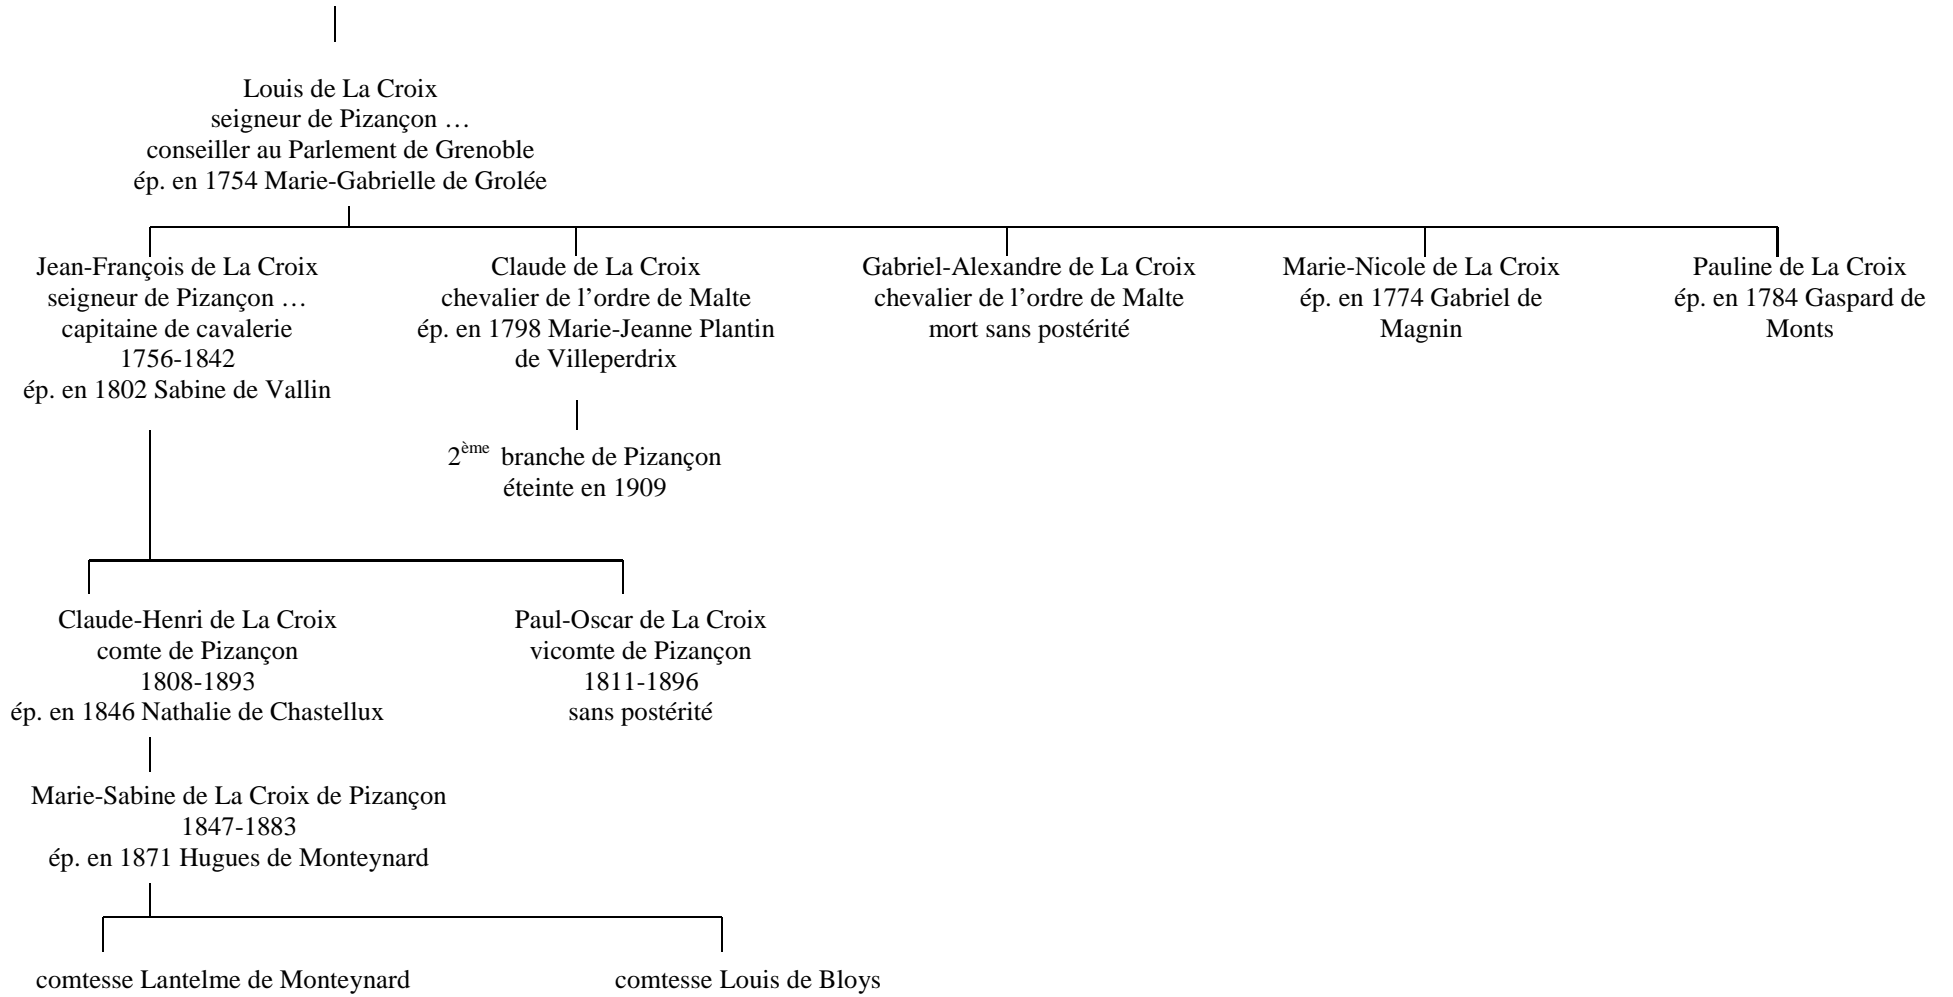 Louis de La Croix
seigneur de Pizançon …
conseiller au Parlement de Grenoble
ép. en 1754 Marie-Gabrielle de Grolée
Jean-François de La Croix
seigneur de Pizançon …
capitaine de cavalerie
1756-1842
ép. en 1802 Sabine de Vallin
Claude de La Croix
chevalier de l’ordre de Malte
ép. en 1798 Marie-Jeanne Plantin
de Villeperdrix
Gabriel-Alexandre de La Croix
chevalier de l’ordre de Malte
mort sans postérité
Marie-Nicole de La Croix
ép. en 1774 Gabriel de
Magnin
Pauline de La Croix
ép. en 1784 Gaspard de
Monts
2ème branche de Pizançon
éteinte en 1909
Claude-Henri de La Croix
comte de Pizançon
1808-1893
ép. en 1846 Nathalie de Chastellux
Paul-Oscar de La Croix
vicomte de Pizançon
1811-1896
sans postérité
Marie-Sabine de La Croix de Pizançon
1847-1883
ép. en 1871 Hugues de Monteynard
comtesse Lantelme de Monteynard
comtesse Louis de Bloys